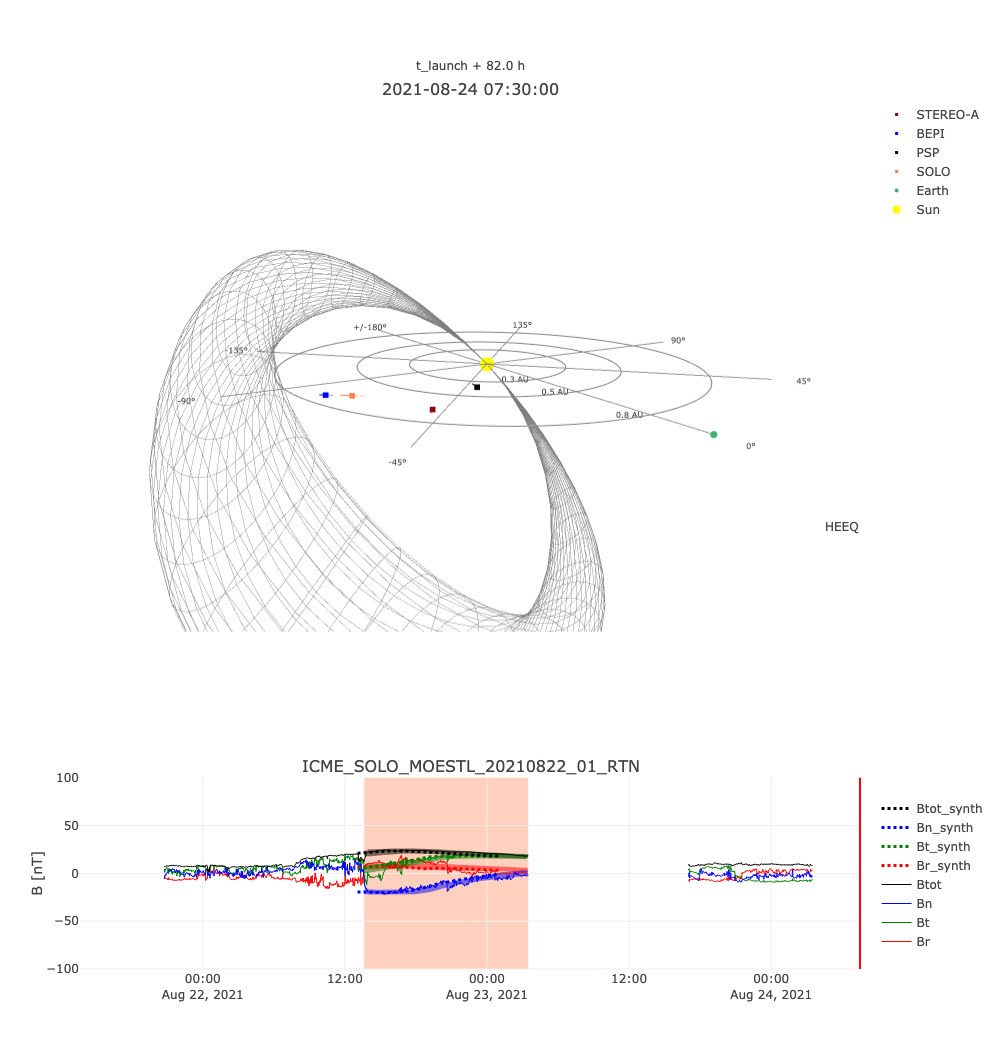 t_launch + 82.0 h
2021-08-24 07:30:00
STEREO-A
BEPI
PSP
SOLO
Earth
Sun
+/-180°
135°
90°
-135°
0.3 AU
45°
-90°
0.5 AU
0.8 AU
-45°
0°
HEEQ
ICME_SOLO_MOESTL_20210822_01_RTN
B [nT]
100
50
0
−50
−100
00:00
Aug 22, 2021
12:00
00:00
Aug 23, 2021
12:00
00:00
Aug 24, 2021
Btot_synth
Bn_synth
Bt_synth
Br_synth
Btot
Bn
Bt
Br